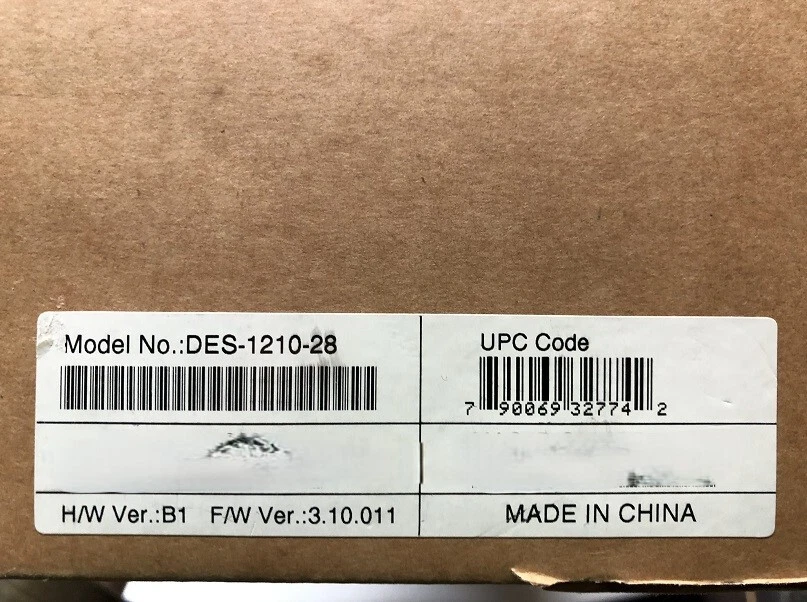 Model No.:DES-1210-28
UPC Code
7 90069 32774 2
H/W Ver.:B1 F/W Ver.:3.10.011
MADE IN CHINA